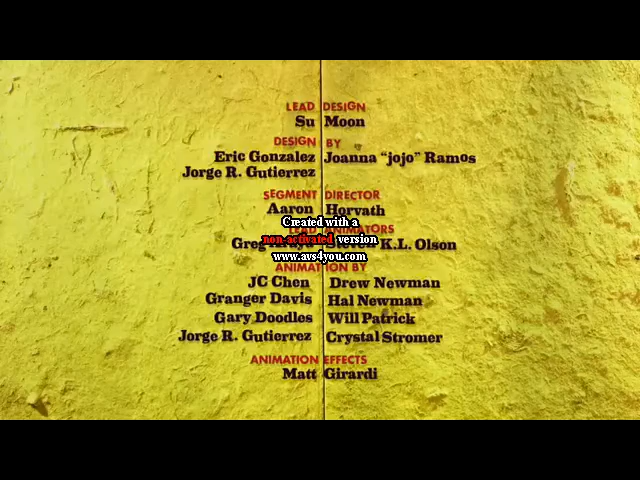 LEAD DESIGN
Su Moon
DESIGN BY
Eric Gonzalez Joanna "jojo" Ramos
Jorge R. Gutierrez
SEGMENT DIRECTOR
Aaron Horvath
Created with a
ANIMATORS
non-activated version
Greg K.L. Olson
www.avs4you.com
ANIMATION BY
JC Chen Drew Newman
Granger Davis Hal Newman
Gary Doodles Will Patrick
Jorge R. Gutierrez Crystal Stromer
ANIMATION EFFECTS
Matt Girardi